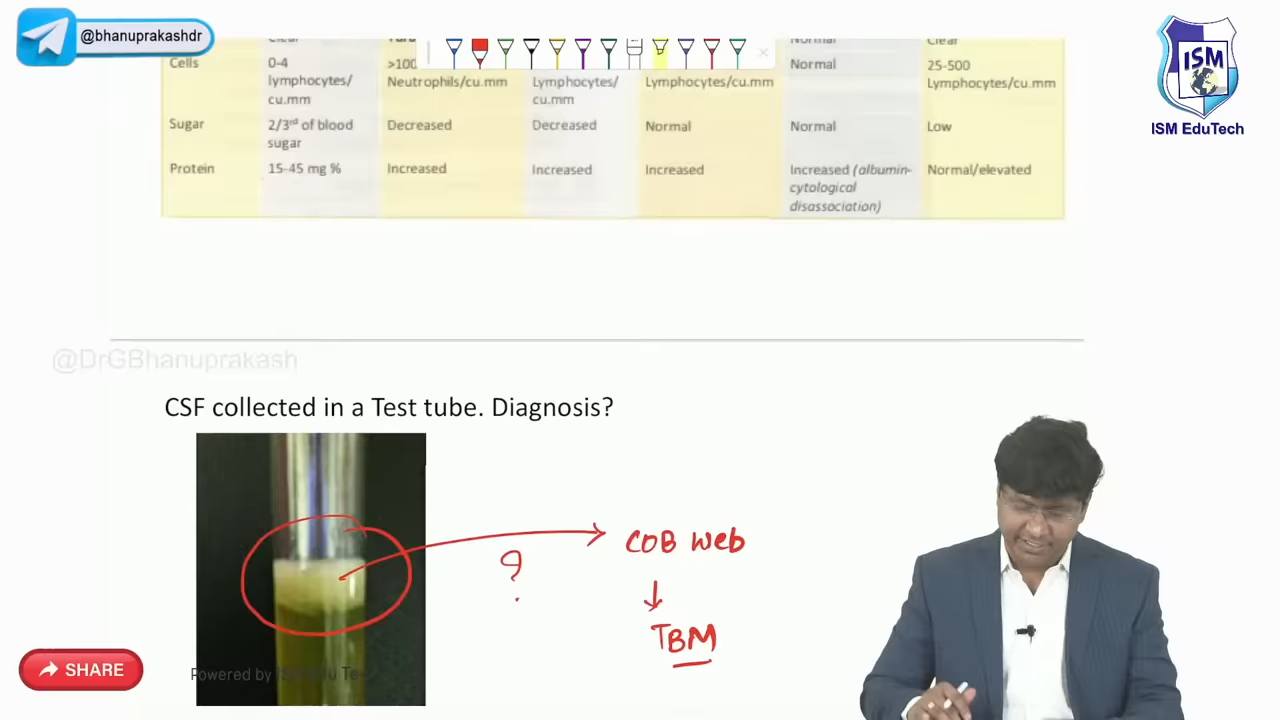 @bhanuprakashdr
ISM
ISM EduTech
Normal
Clear
Cells
0-4
lymphocytes/
cu.mm
>100
Neutrophils/cu.mm
Lymphocytes/
cu.mm
Lymphocytes/cu.mm
Normal
25-500
Lymphocytes/cu.mm
Sugar
2/3rd of blood
sugar
Decreased
Decreased
Normal
Normal
Low
Protein
15-45 mg %
Increased
Increased
Increased
Increased (albumin-
cytological
disassociation)
Normal/elevated
@DrGBhanuprakash
CSF collected in a Test tube. Diagnosis?
?
COB Web
TBM
SHARE
Powered by